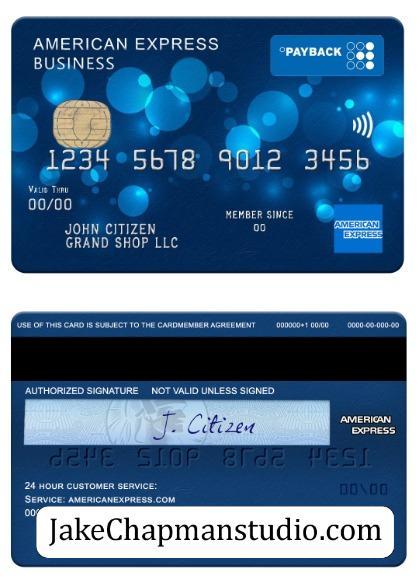 AMERICAN EXPRESS
BUSINESS
°PAYBACK
1234 5678 9012 3456
VALID THRU
00/00
MEMBER SINCE
00
JOHN CITIZEN
GRAND SHOP LLC
AMERICAN
EXPRESS
USE OF THIS CARD IS SUBJECT TO THE CARDMEMBER AGREEMENT 000000+1 00/00 0000-00-000-00
AUTHORIZED SIGNATURE NOT VALID UNLESS SIGNED
J. Citizen
AMERICAN
EXPRESS
1234 5678 9012 3456
00/00
24 HOUR CUSTOMER SERVICE:
SERVICE: AMERICANEXPRESS.COM
JakeChapmanstudio.com